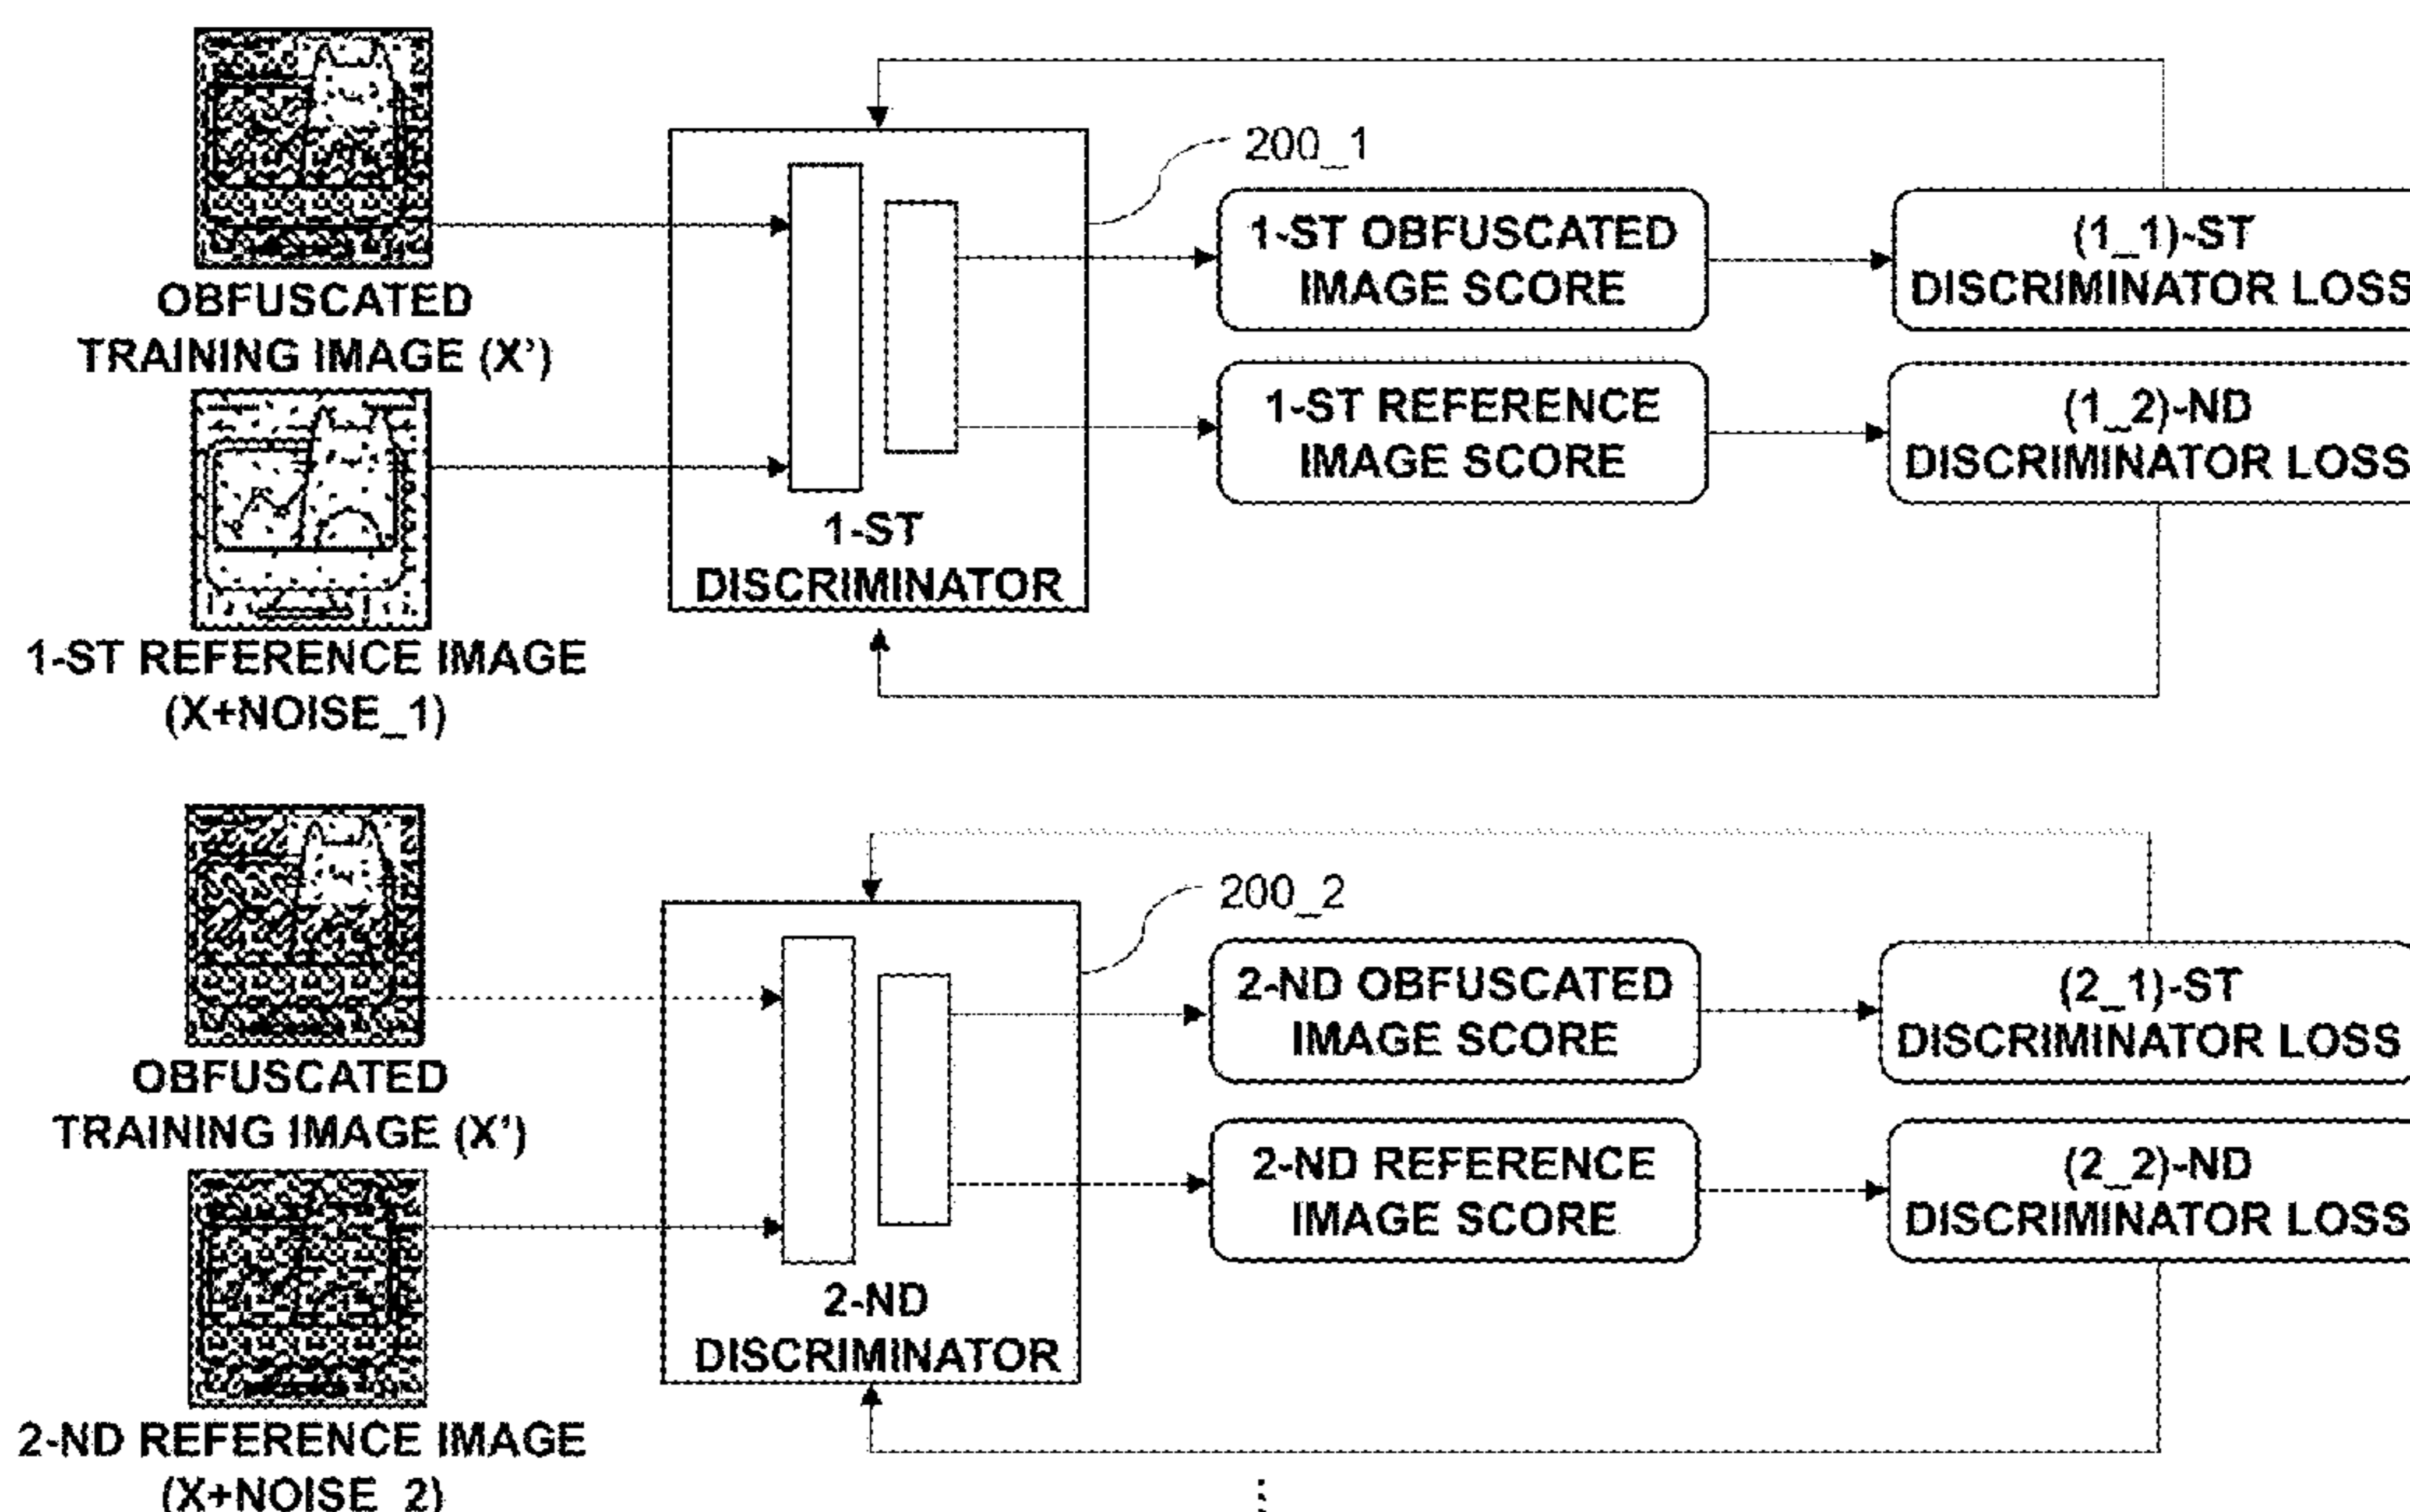 200_1
1-ST OBFUSCATED
IMAGE SCORE
(1_1)-ST
DISCRIMINATOR LOSS
OBFUSCATED
TRAINING IMAGE (X')
1-ST REFERENCE
IMAGE SCORE
(1_2)-ND
DISCRIMINATOR LOSS
1-ST
DISCRIMINATOR
1-ST REFERENCE IMAGE
(X+NOISE_1)
200_2
2-ND OBFUSCATED
IMAGE SCORE
(2_1)-ST
DISCRIMINATOR LOSS
OBFUSCATED
TRAINING IMAGE (X')
2-ND REFERENCE
IMAGE SCORE
(2_2)-ND
DISCRIMINATOR LOSS
2-ND
DISCRIMINATOR
2-ND REFERENCE IMAGE
(X+NOISE_2)